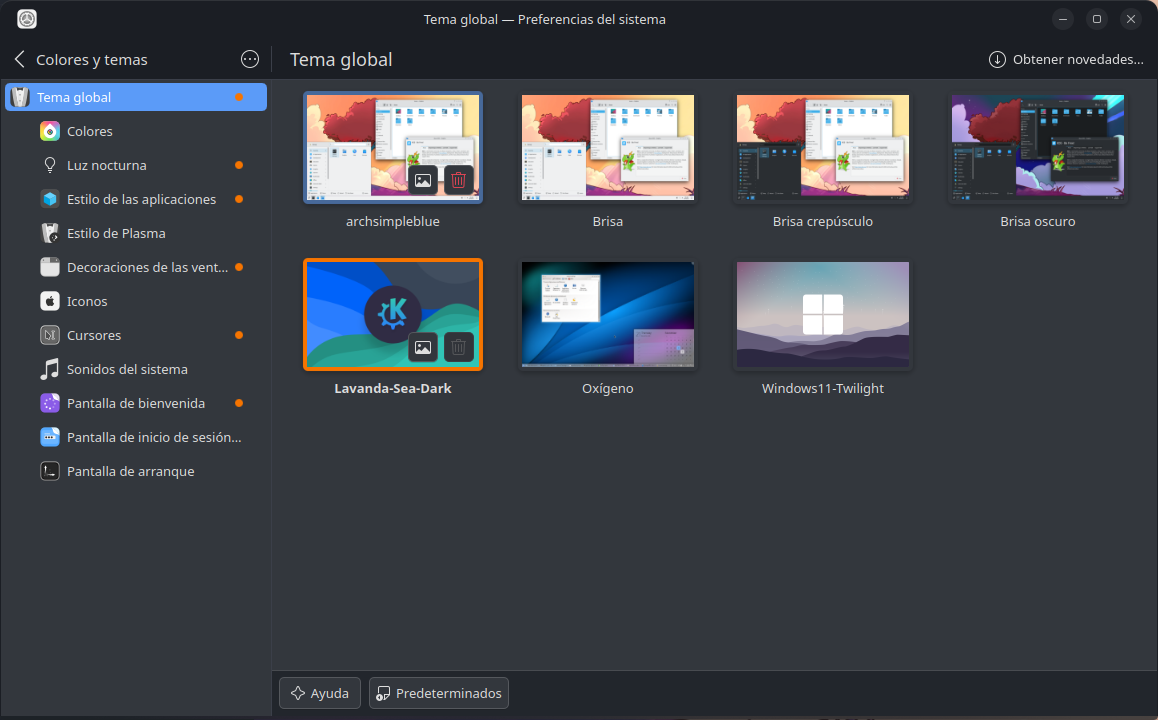 Tema global — Preferencias del sistema
Colores y temas
Tema global
Obtener novedades...
Tema global
Colores
Luz nocturna
Estilo de las aplicaciones
Estilo de Plasma
Decoraciones de las vent...
Iconos
Cursores
Sonidos del sistema
Pantalla de bienvenida
Pantalla de inicio de sesión...
Pantalla de arranque
archsimpleblue
Brisa
Brisa crepúsculo
Brisa oscuro
Lavanda-Sea-Dark
Oxígeno
Windows11-Twilight
Ayuda
Predeterminados